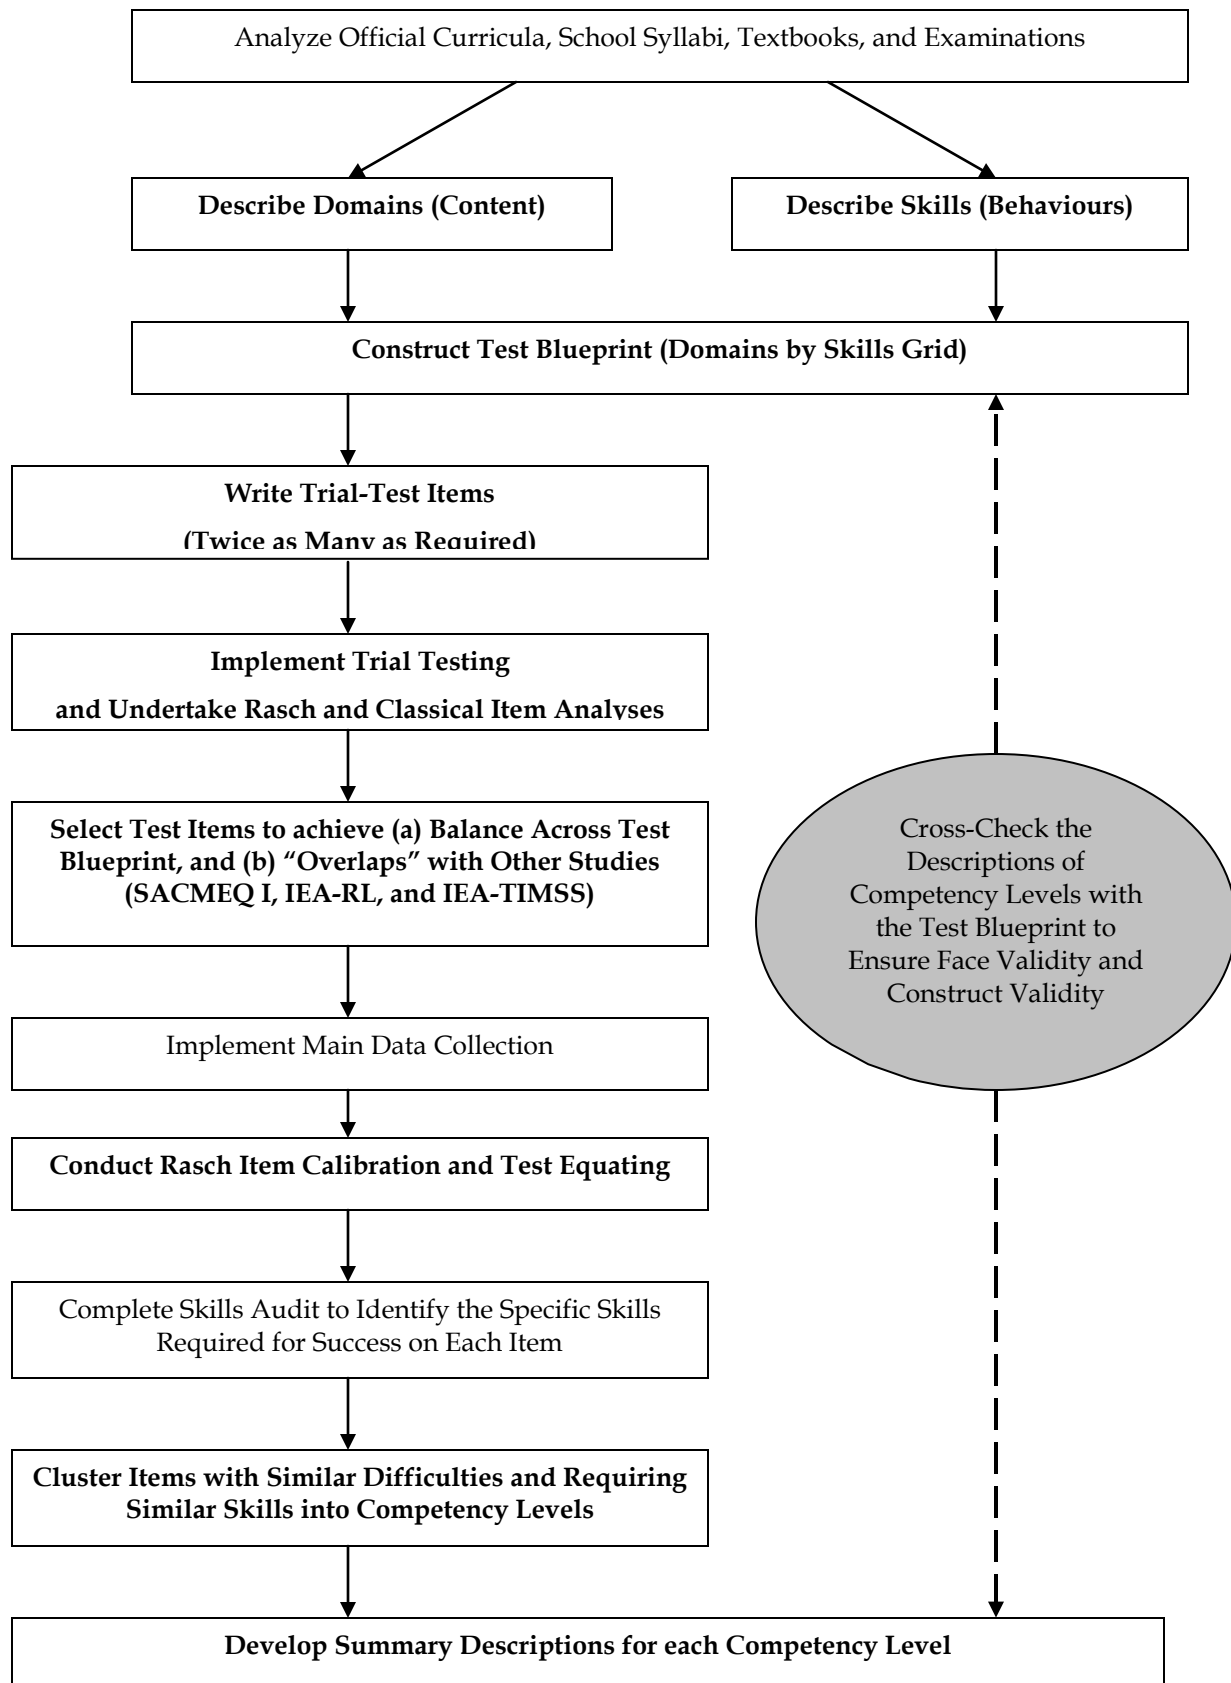 Analyze Official Curricula, School Syllabi, Textbooks, and Examinations
Describe Domains (Content)
Describe Skills (Behaviours)
Construct Test Blueprint (Domains by Skills Grid)
Write Trial-Test Items
(Twice as Many as Required)
Implement Trial Testing
and Undertake Rasch and Classical Item Analyses
Select Test Items to achieve (a) Balance Across Test
Blueprint, and (b) “Overlaps” with Other Studies
(SACMEQ I, IEA-RL, and IEA-TIMSS)
Cross-Check the
Descriptions of
Competency Levels with
the Test Blueprint to
Ensure Face Validity and
Construct Validity
Implement Main Data Collection
Conduct Rasch Item Calibration and Test Equating
Complete Skills Audit to Identify the Specific Skills
Required for Success on Each Item
Cluster Items with Similar Difficulties and Requiring
Similar Skills into Competency Levels
Develop Summary Descriptions for each Competency Level